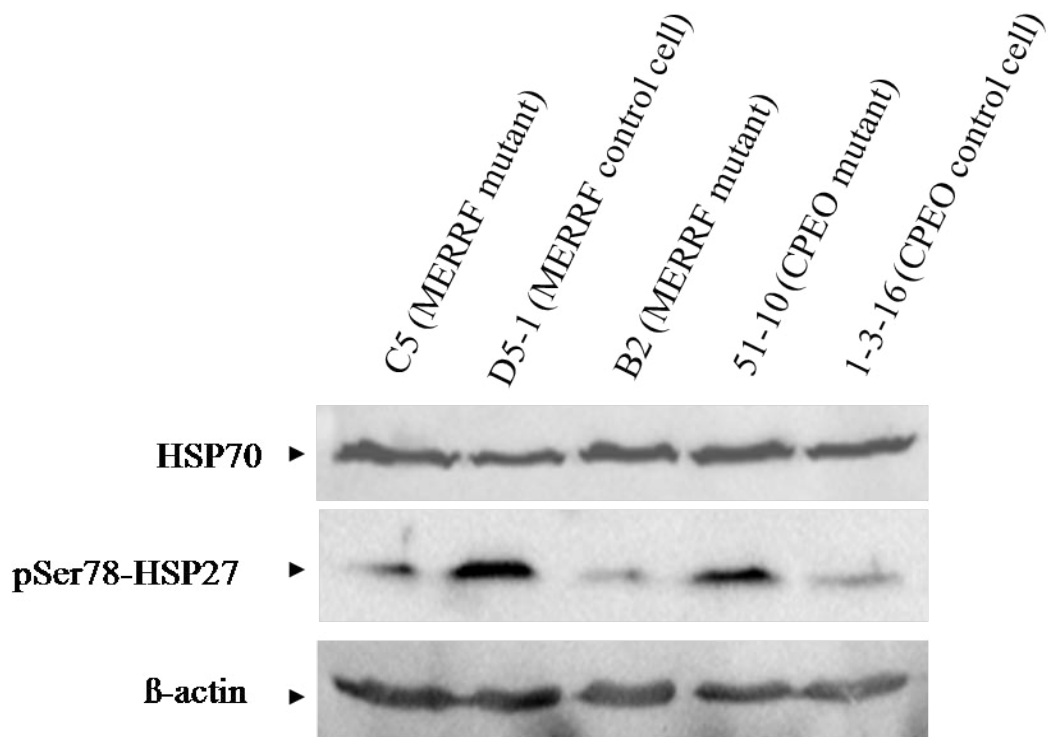 C5 (MERRF mutant)
D5-1 (MERRF control cell)
B2 (MERRF mutant)
51-10 (CPEO mutant)
1-3-16 (CPEO control cell)
HSP70
pSer78-HSP27
ß-actin